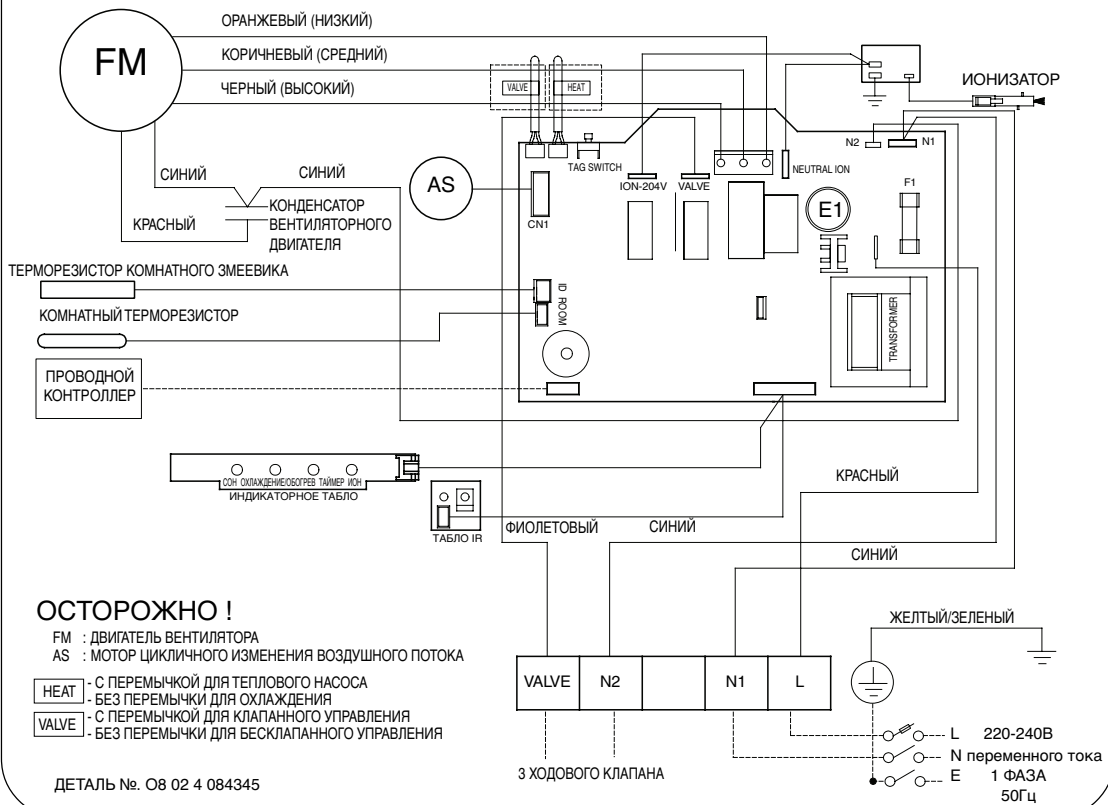 FM
ОРАНЖЕВЫЙ (НИЗКИЙ)
КОРИЧНЕВЫЙ (СРЕДНИЙ)
ЧЕРНЫЙ (ВЫСОКИЙ)
VALVE
HEAT
ИОНИЗАТОР
N2
N1
TAG SWITCH
ION-204V
VALVE
NEUTRAL ION
F1
E1
СИНИЙ
СИНИЙ
AS
CN1
КРАСНЫЙ
КОНДЕНСАТОР
ВЕНТИЛЯТОРНОГО
ДВИГАТЕЛЯ
ТЕРМОРЕЗИСТОР КОМНАТНОГО ЗМЕЕВИКА
ID
ROOM
КОМНАТНЫЙ ТЕРМОРЕЗИСТОР
TRANSFORMER
ПРОВОДНОЙ
КОНТРОЛЛЕР
СОН ОХЛАЖДЕНИЕ/ОБОГРЕВ ТАЙМЕР ИОН
ИНДИКАТОРНОЕ ТАБЛО
ТАБЛО IR
КРАСНЫЙ
ФИОЛЕТОВЫЙ
СИНИЙ
СИНИЙ
ОСТОРОЖНО !
FM : ДВИГАТЕЛЬ ВЕНТИЛЯТОРА
AS : МОТОР ЦИКЛИЧНОГО ИЗМЕНЕНИЯ ВОЗДУШНОГО ПОТОКА
HEAT - С ПЕРЕМЫЧКОЙ ДЛЯ ТЕПЛОВОГО НАСОСА
- БЕЗ ПЕРЕМЫЧКИ ДЛЯ ОХЛАЖДЕНИЯ
VALVE - С ПЕРЕМЫЧКОЙ ДЛЯ КЛАПАННОГО УПРАВЛЕНИЯ
- БЕЗ ПЕРЕМЫЧКИ ДЛЯ БЕСКЛАПАННОГО УПРАВЛЕНИЯ
ДЕТАЛЬ №. O8 02 4 084345
VALVE
N2
N1
L
3 ХОДОВОГО КЛАПАНА
ЖЕЛТЫЙ/ЗЕЛЕНЫЙ
L 220-240В
N переменного тока
E 1 ФАЗА
50Гц